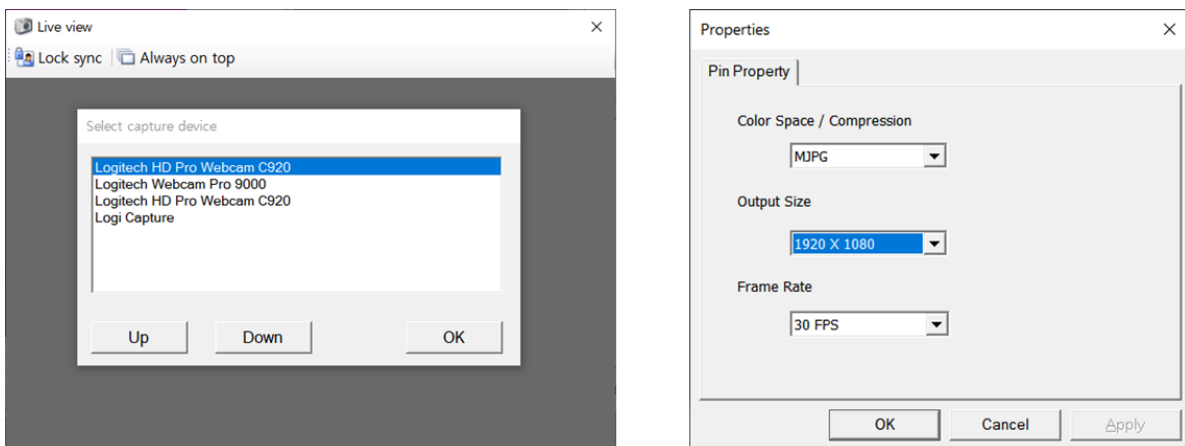 Live view
Lock sync
Always on top
Select capture device
Logitech HD Pro Webcam C920
Logitech Webcam Pro 9000
Logitech HD Pro Webcam C920
Logi Capture
Up
Down
OK
Properties
Pin Property
Color Space / Compression
MJPG
Output Size
1920 X 1080
Frame Rate
30 FPS
OK
Cancel
Apply